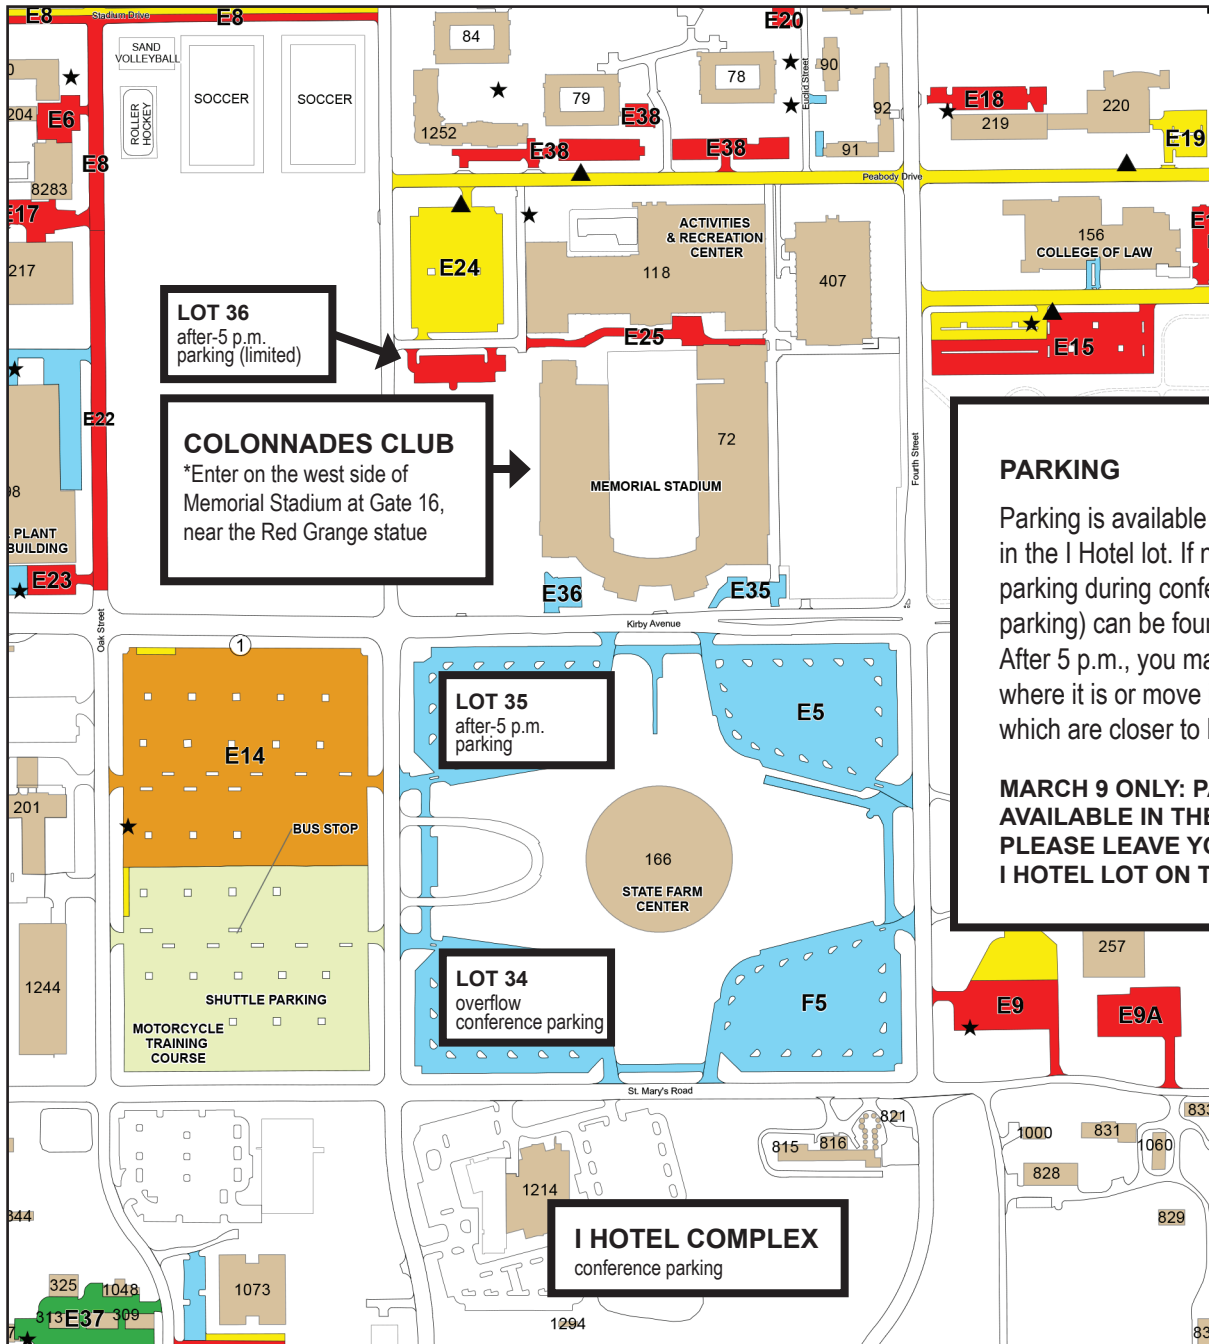 E8
Stadium Drive
E8
E20
84
SAND
VOLLEYBALL
78
90
Euclid Street
79
SOCCER
SOCCER
ROLLER
HOCKEY
204
E6
E38
92
E18
220
219
1252
E38
E38
91
E19
E8
Peabody Drive
8283
E17
ACTIVITIES
& RECREATION
CENTER
156
COLLEGE OF LAW
217
E24
118
407
LOT 36
after-5 p.m.
parking (limited)
E25
E15
E22
COLONNADES CLUB
*Enter on the west side of
Memorial Stadium at Gate 16,
near the Red Grange statue
72
MEMORIAL STADIUM
Fourth Street
PARKING
Parking is available
in the I Hotel lot. If
parking during
parking) can be
After 5 p.m., you
where it is or move
which are closer to
98
PLANT
BUILDING
E23
E36
E35
Oak Street
Kirby Avenue
1
LOT 35
after-5 p.m.
parking
E5
E14
MARCH 9 ONLY:
AVAILABLE IN THE
PLEASE LEAVE
I HOTEL LOT ON
201
BUS STOP
166
STATE FARM
CENTER
257
1244
SHUTTLE PARKING
MOTORCYCLE
TRAINING
COURSE
LOT 34
overflow
conference parking
F5
E9
E9A
St. Mary's Road
821
815
816
1000
831
833
1060
828
829
1214
I HOTEL COMPLEX
conference parking
344
325
1048
313
E37
309
1073
1294